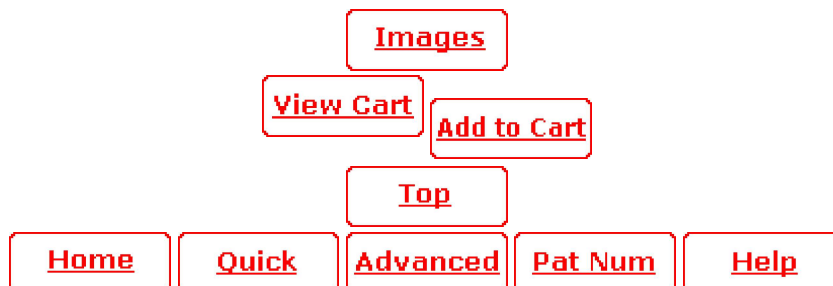 Images
View Cart
Add to Cart
Top
Home Quick Advanced Pat Num Help